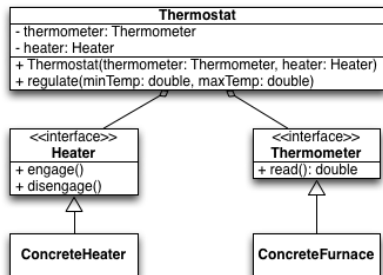 Thermostat
- thermometer: Thermometer
- heater: Heater
+ Thermostat(thermometer: Thermometer, heater: Heater)
+ regulate(minTemp: double, maxTemp: double)
<<interface>>
Heater
+ engage()
+ disengage()
<<interface>>
Thermometer
+ read(): double
ConcreteHeater
ConcreteFurnace